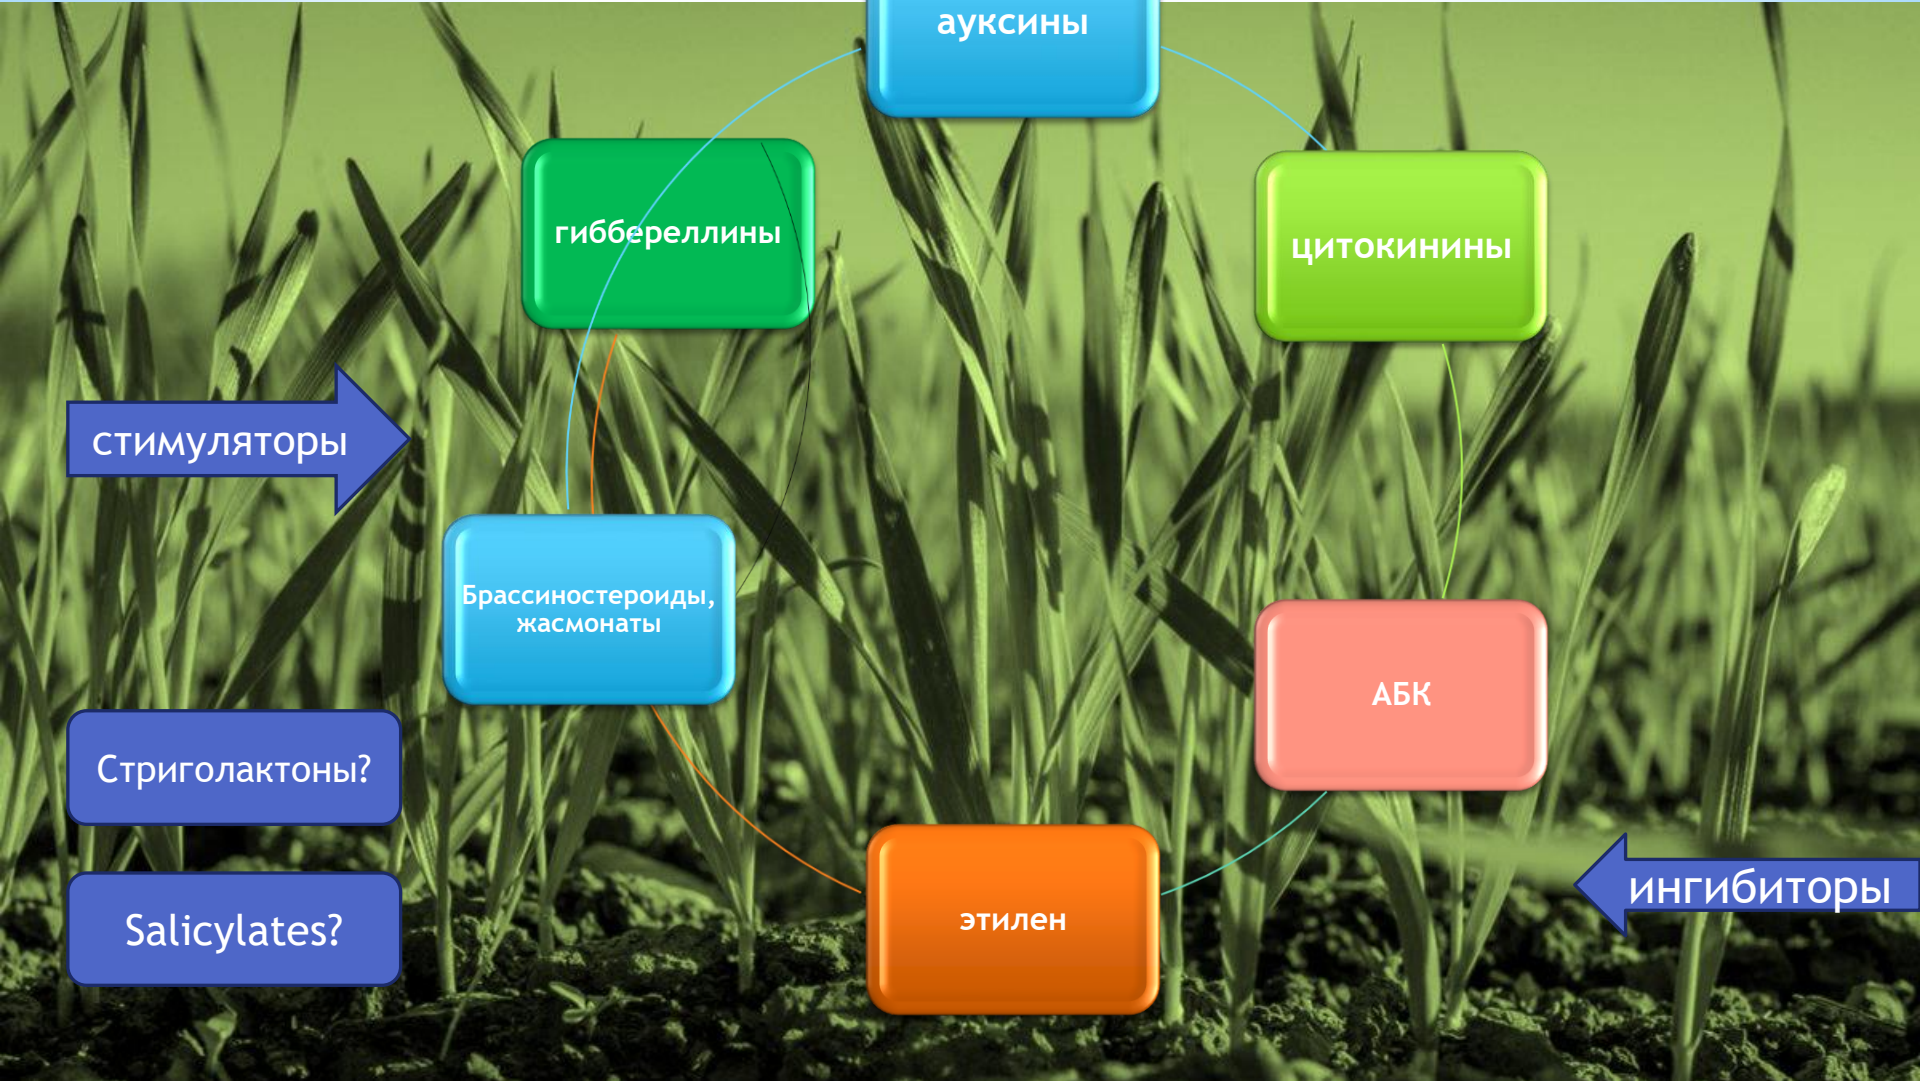 ауксины
гиббереллины
цитокинины
стимуляторы
Брассиностероиды,
жасмонаты
АБК
Стриголактоны?
ингибиторы
Salicylates?
этилен